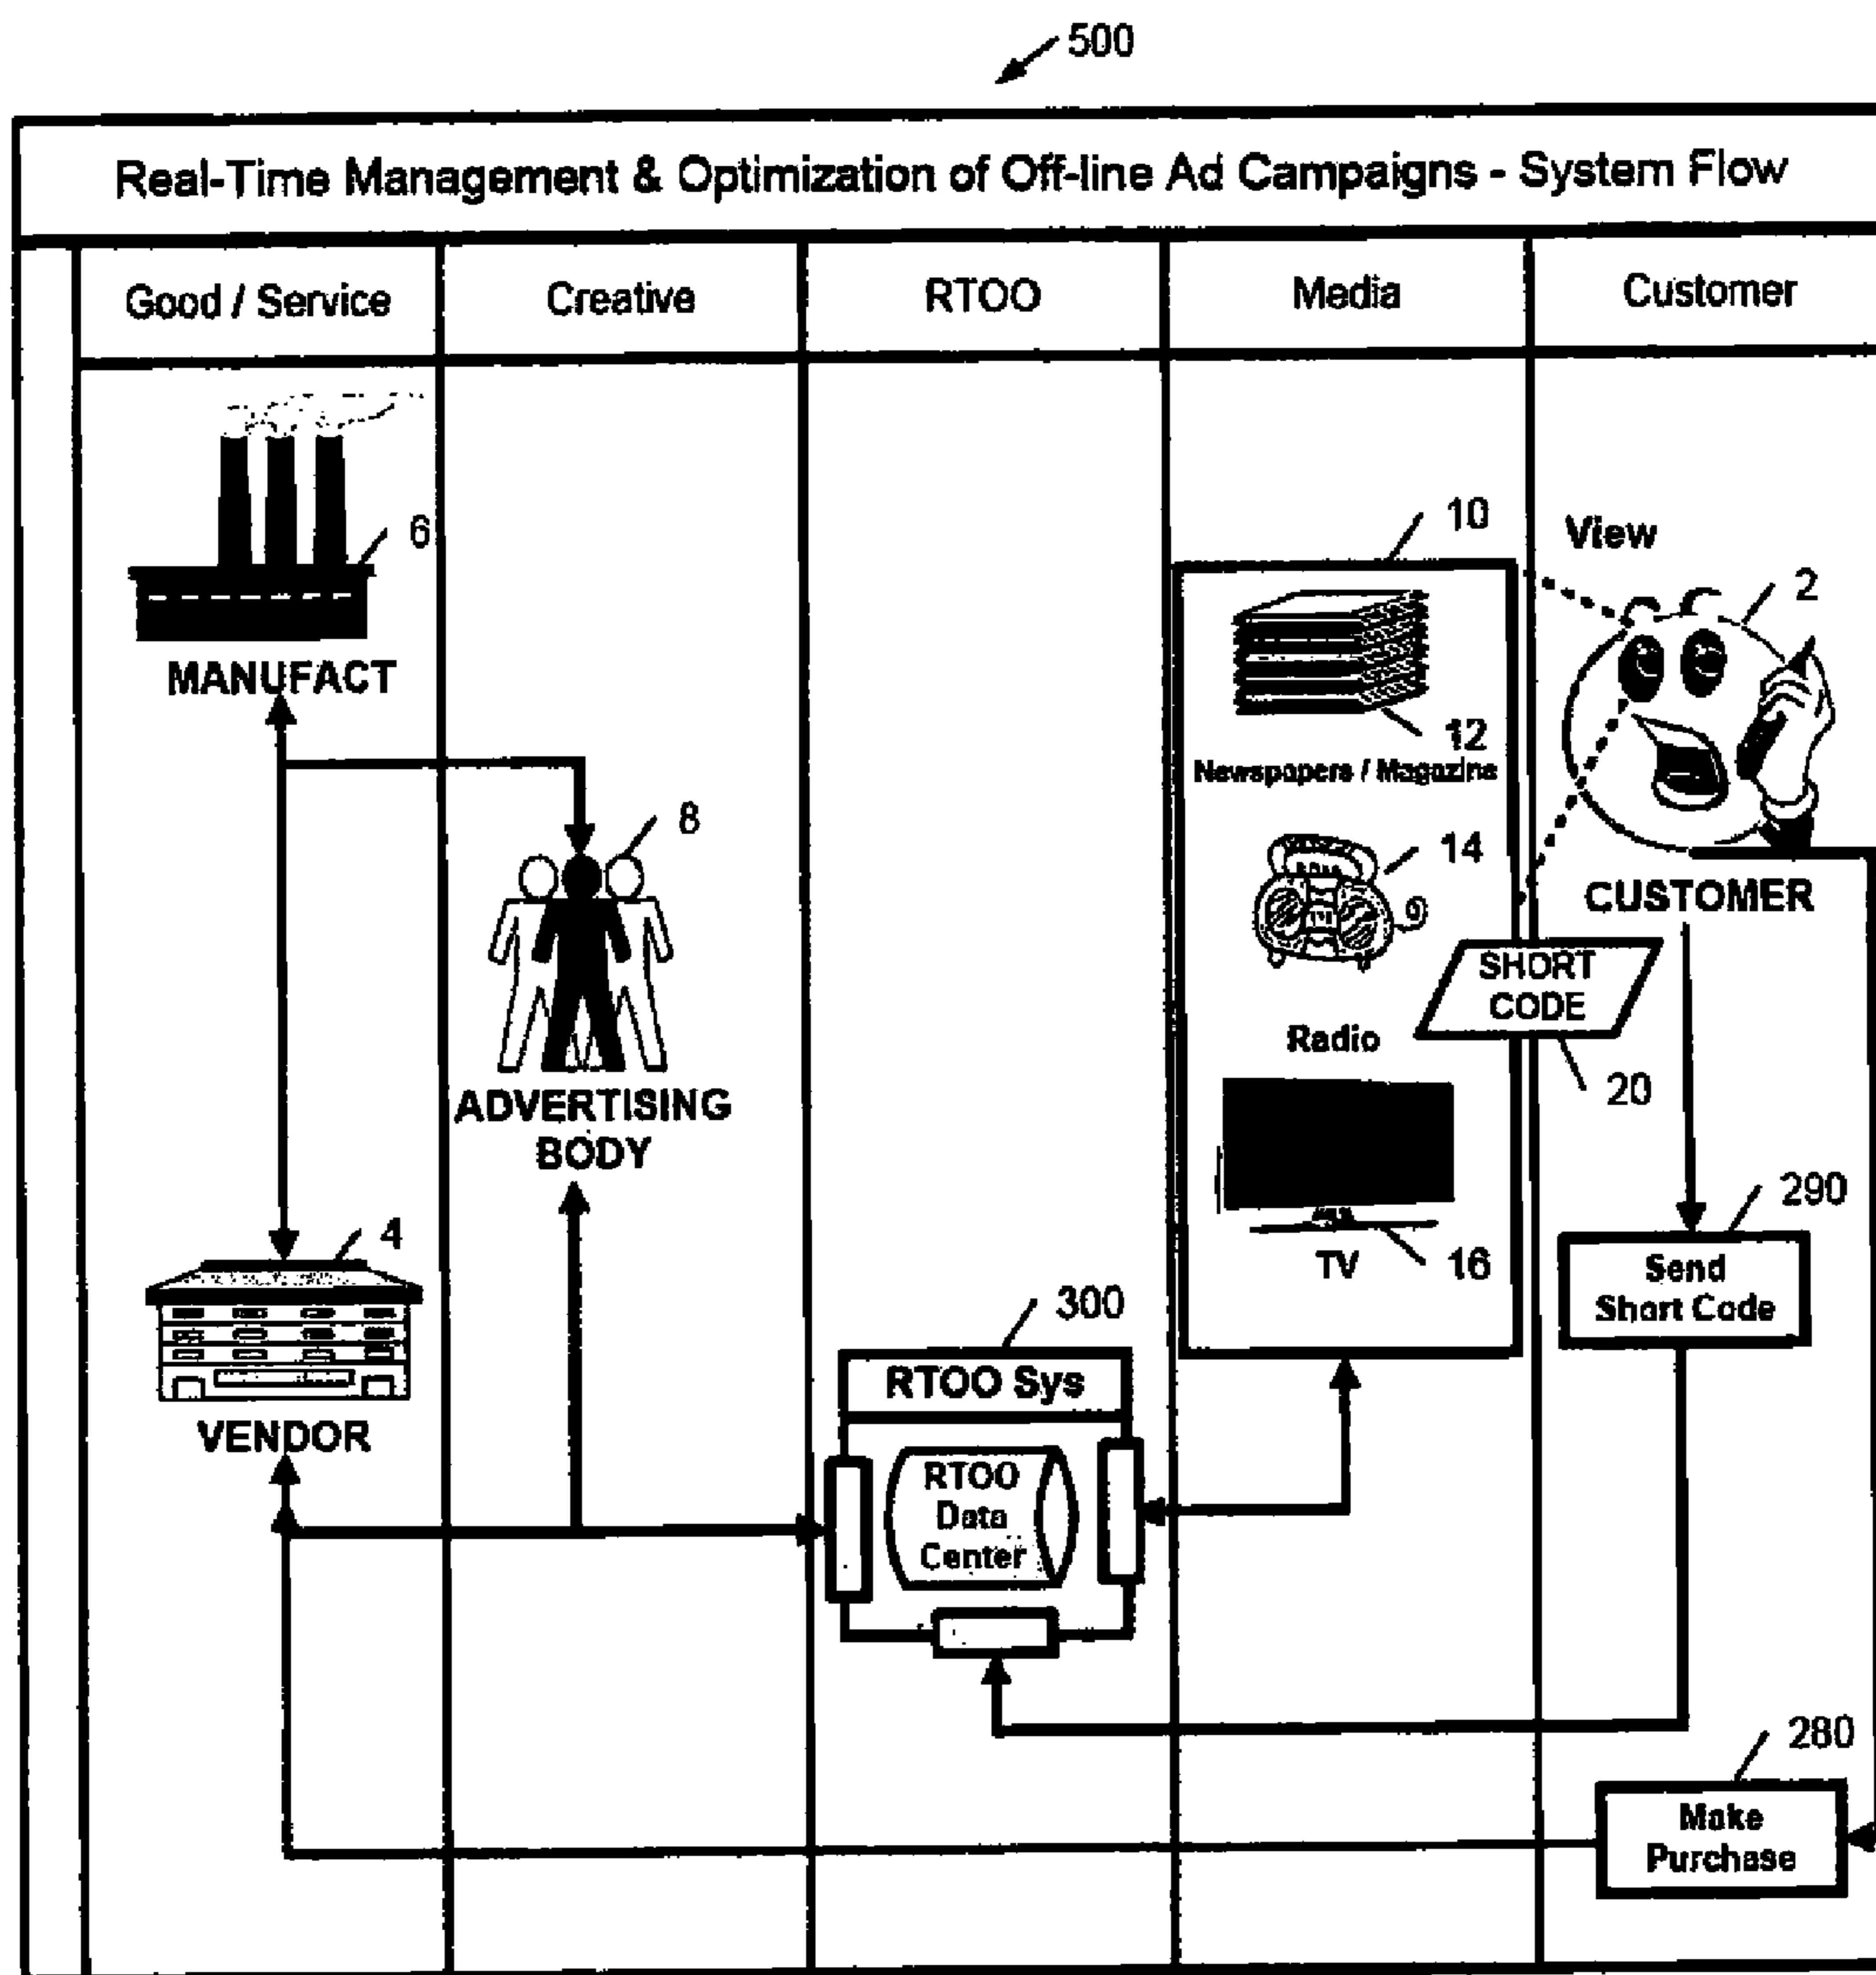 500
Real-Time Management & Optimization of Off-line Ad Campaigns - System Flow
Good / Service
Creative
RTOO
Media
Customer
6
MANUFACT
8
ADVERTISING
BODY
4
VENDOR
300
RTOO Sys
RTOO
Data
Center
10
12
Newspapers / Magazine
14
Radio
16
TV
View
2
CUSTOMER
SHORT
CODE
20
290
Send
Short Code
280
Make
Purchase